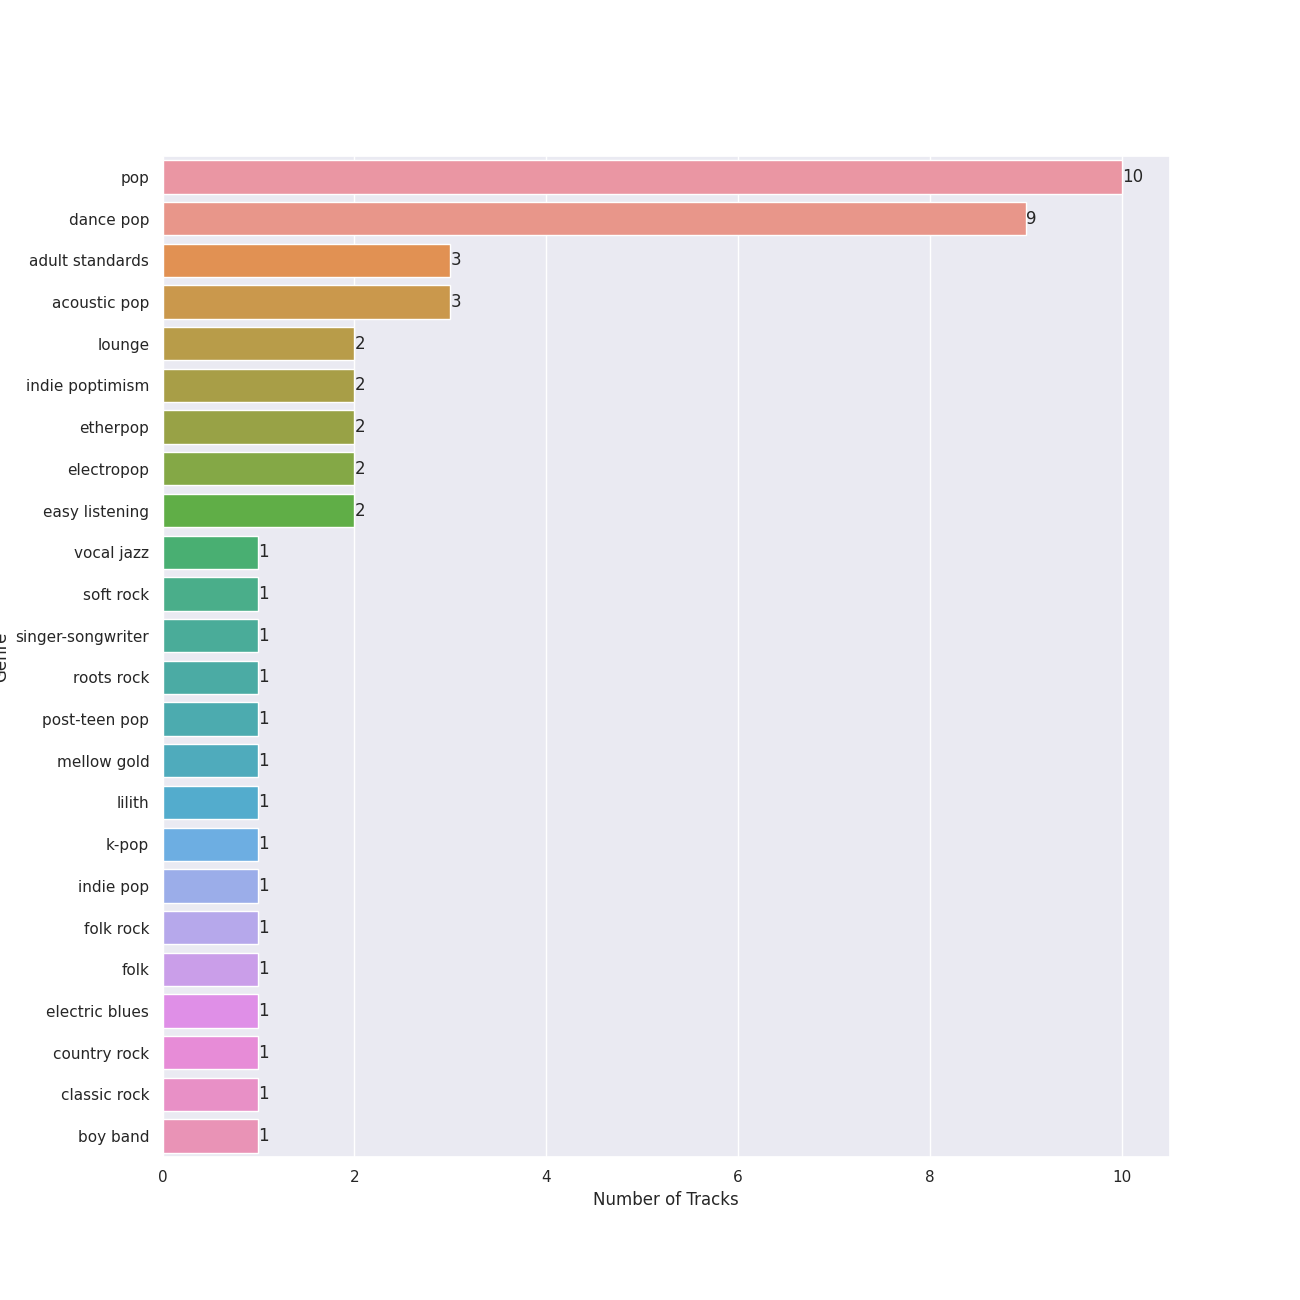 pop 10
dance pop 9
adult standards 3
acoustic pop 3
lounge 2
indie poptimism 2
etherpop 2
electropop 2
easy listening 2
vocal jazz 1
soft rock 1
singer-songwriter 1
roots rock 1
post-teen pop 1
mellow gold 1
lilith 1
k-pop 1
indie pop 1
folk rock 1
folk 1
electric blues 1
country rock 1
classic rock 1
boy band 1
Genre
0 2 4 6 8 10
Number of Tracks